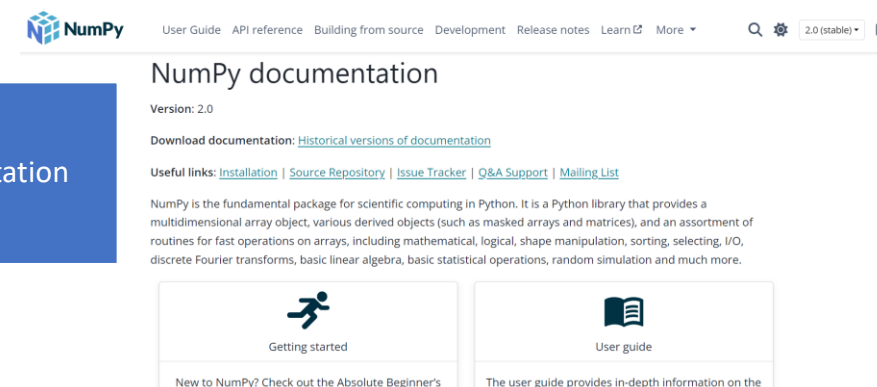 NumPy
User Guide API reference Building from source Development Release notes Learn More
2.0 (stable)
NumPy documentation
Version: 2.0
Download documentation: Historical versions of documentation
Useful links: Installation | Source Repository | Issue Tracker | Q&A Support | Mailing List
NumPy is the fundamental package for scientific computing in Python. It is a Python library that provides a
multidimensional array object, various derived objects (such as masked arrays and matrices), and an assortment of
routines for fast operations on arrays, including mathematical, logical, shape manipulation, sorting, selecting, I/O,
discrete Fourier transforms, basic linear algebra, basic statistical operations, random simulation and much more.
Getting started
User guide
New to NumPy? Check out the Absolute Beginner's
The user guide provides in-depth information on the